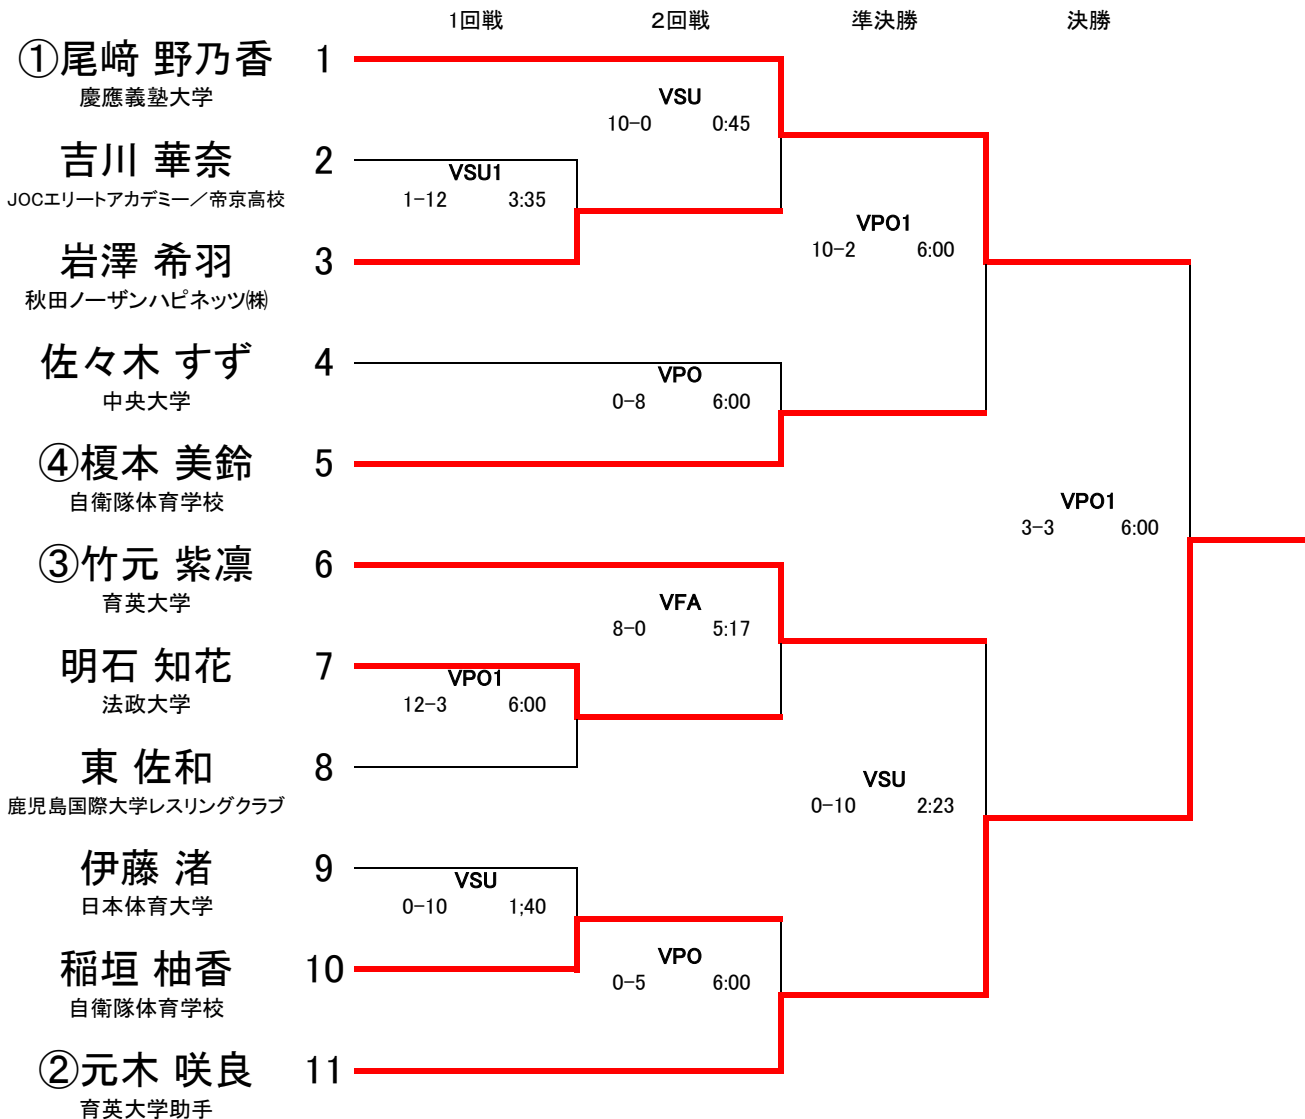 1回戦 2回戦 準決勝 決勝
①尾﨑 野乃香 1
慶應義塾大学
VSU
10-0 0:45
吉川 華奈 2
JOCエリートアカデミー/帝京高校
VSU1
1-12 3:35
岩澤 希羽 3
秋田ノーザンハピネッツ㈱
VPO1
10-2 6:00
佐々木 すず 4
中央大学
VPO
0-8 6:00
④榎本 美鈴 5
自衛隊体育学校
VPO1
3-3 6:00
③竹元 紫凛 6
育英大学
VFA
8-0 5:17
明石 知花 7
法政大学
VPO1
12-3 6:00
東 佐和 8
鹿児島国際大学レスリングクラブ
VSU
0-10 2:23
伊藤 渚 9
日本体育大学
VSU
0-10 1;40
稲垣 柚香 10
自衛隊体育学校
VPO
0-5 6:00
②元木 咲良 11
育英大学助手